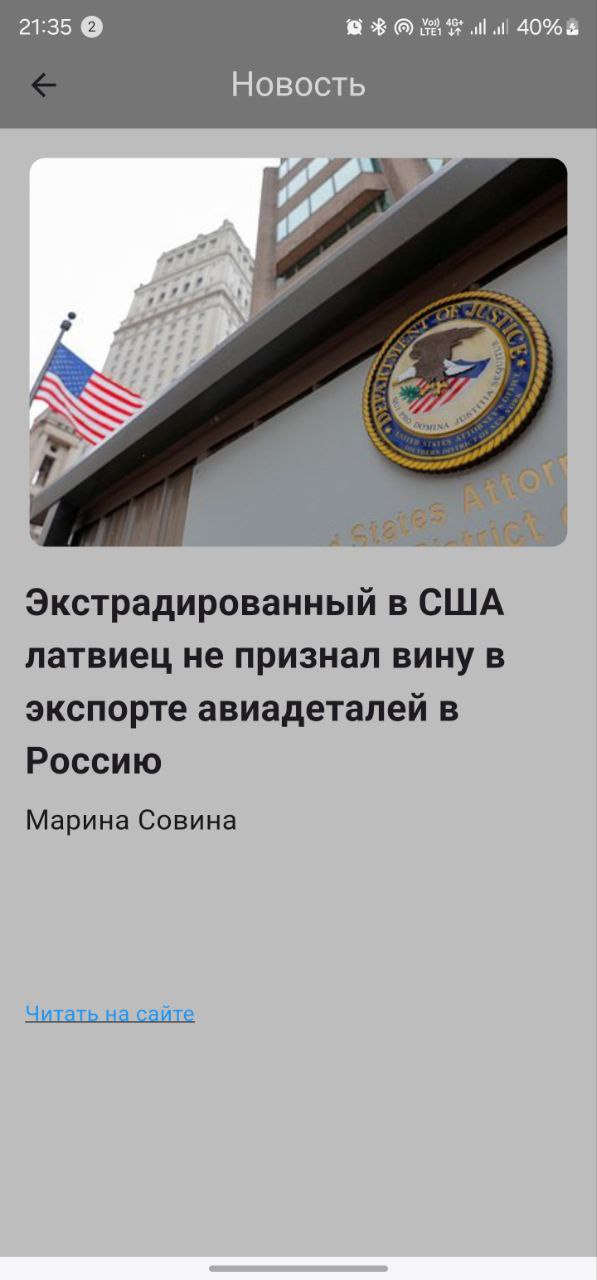 21:35 2 Vo)) LTE1 4G+ 40%
Новость
DEPARTMENT OF JUSTICE
QUI PRO DOMINA JUSTITIA SEQUITUR
UNITED STATES ATTORNEY'S OFFICE
SOUTHERN DISTRICT OF NEW YORK
d States Attor
District
Экстрадированный в США
латвиец не признал вину в
экспорте авиадеталей в
Россию
Марина Совина
Читать на сайте